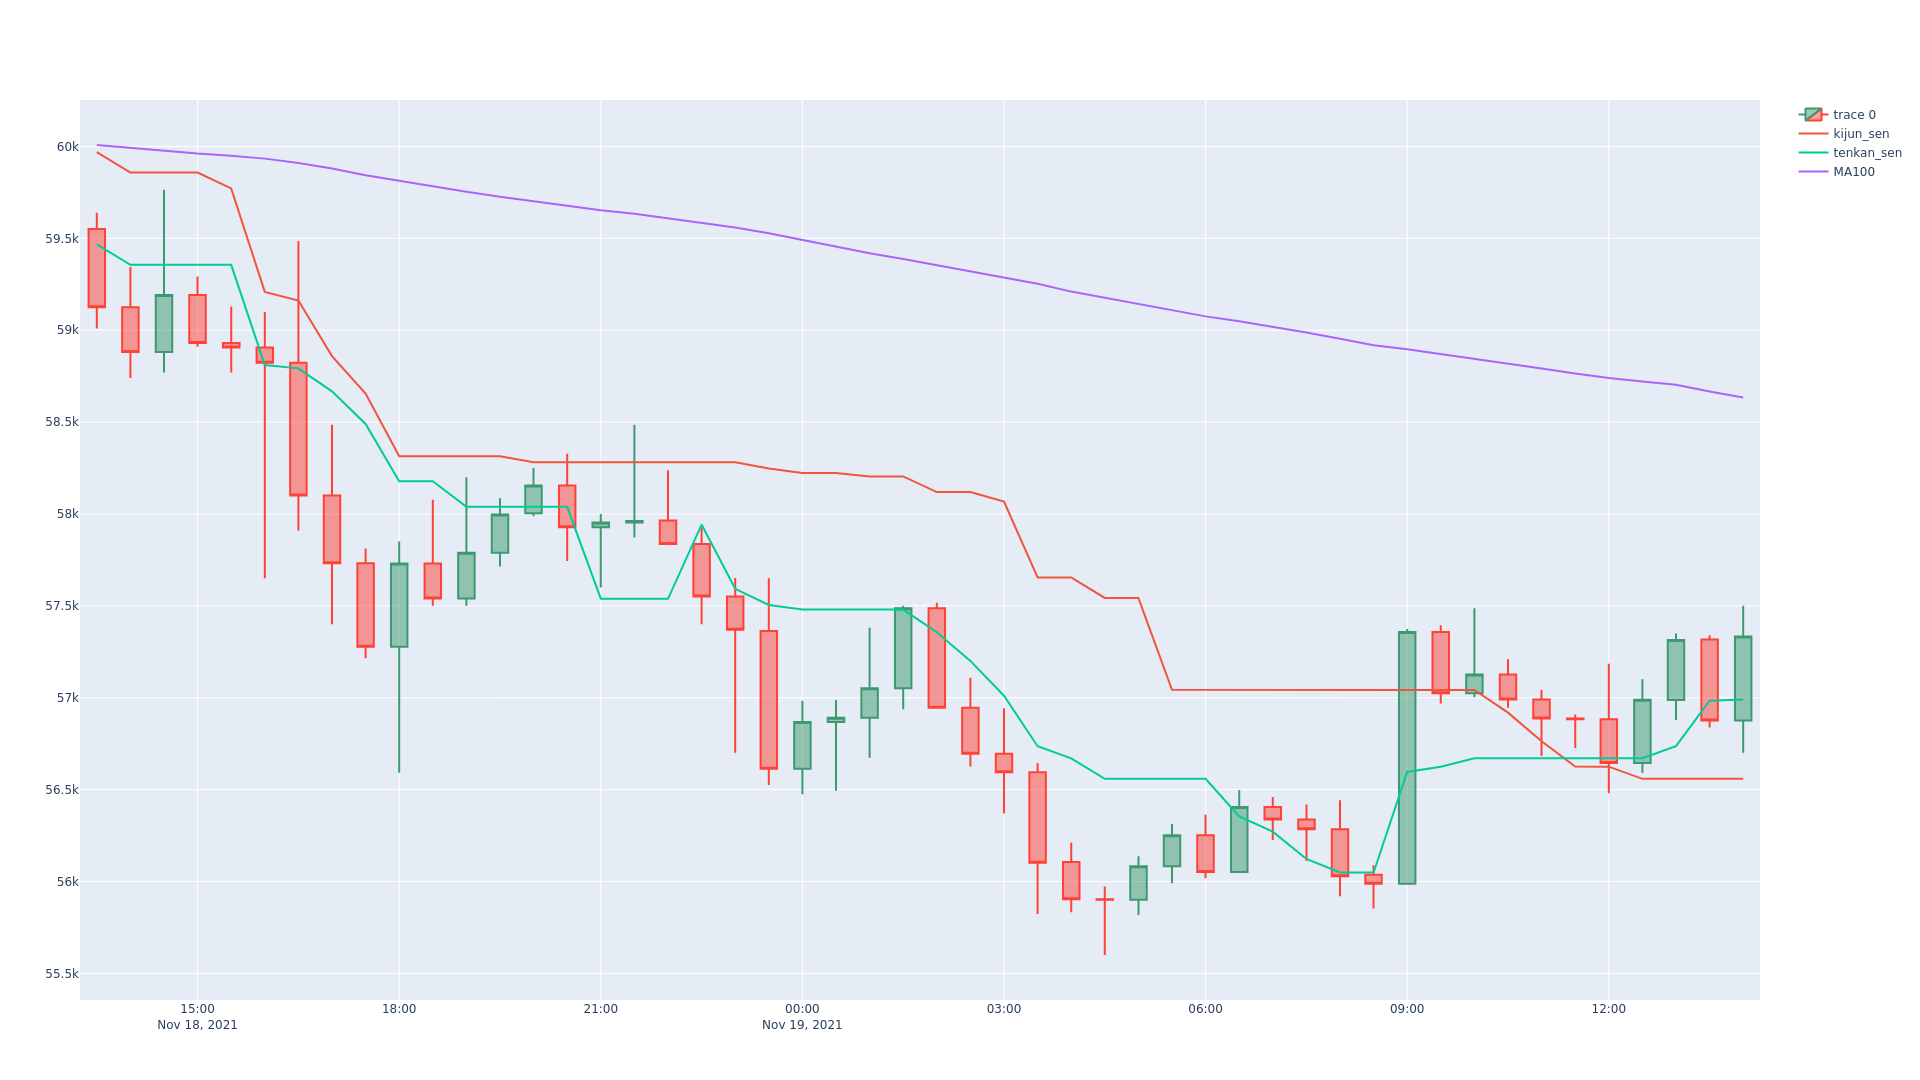 trace 0
kijun_sen
tenkan_sen
MA100
60k
59.5k
59k
58.5k
58k
57.5k
57k
56.5k
56k
55.5k
15:00 18:00 21:00 00:00 03:00 06:00 09:00 12:00
Nov 18, 2021 Nov 19, 2021